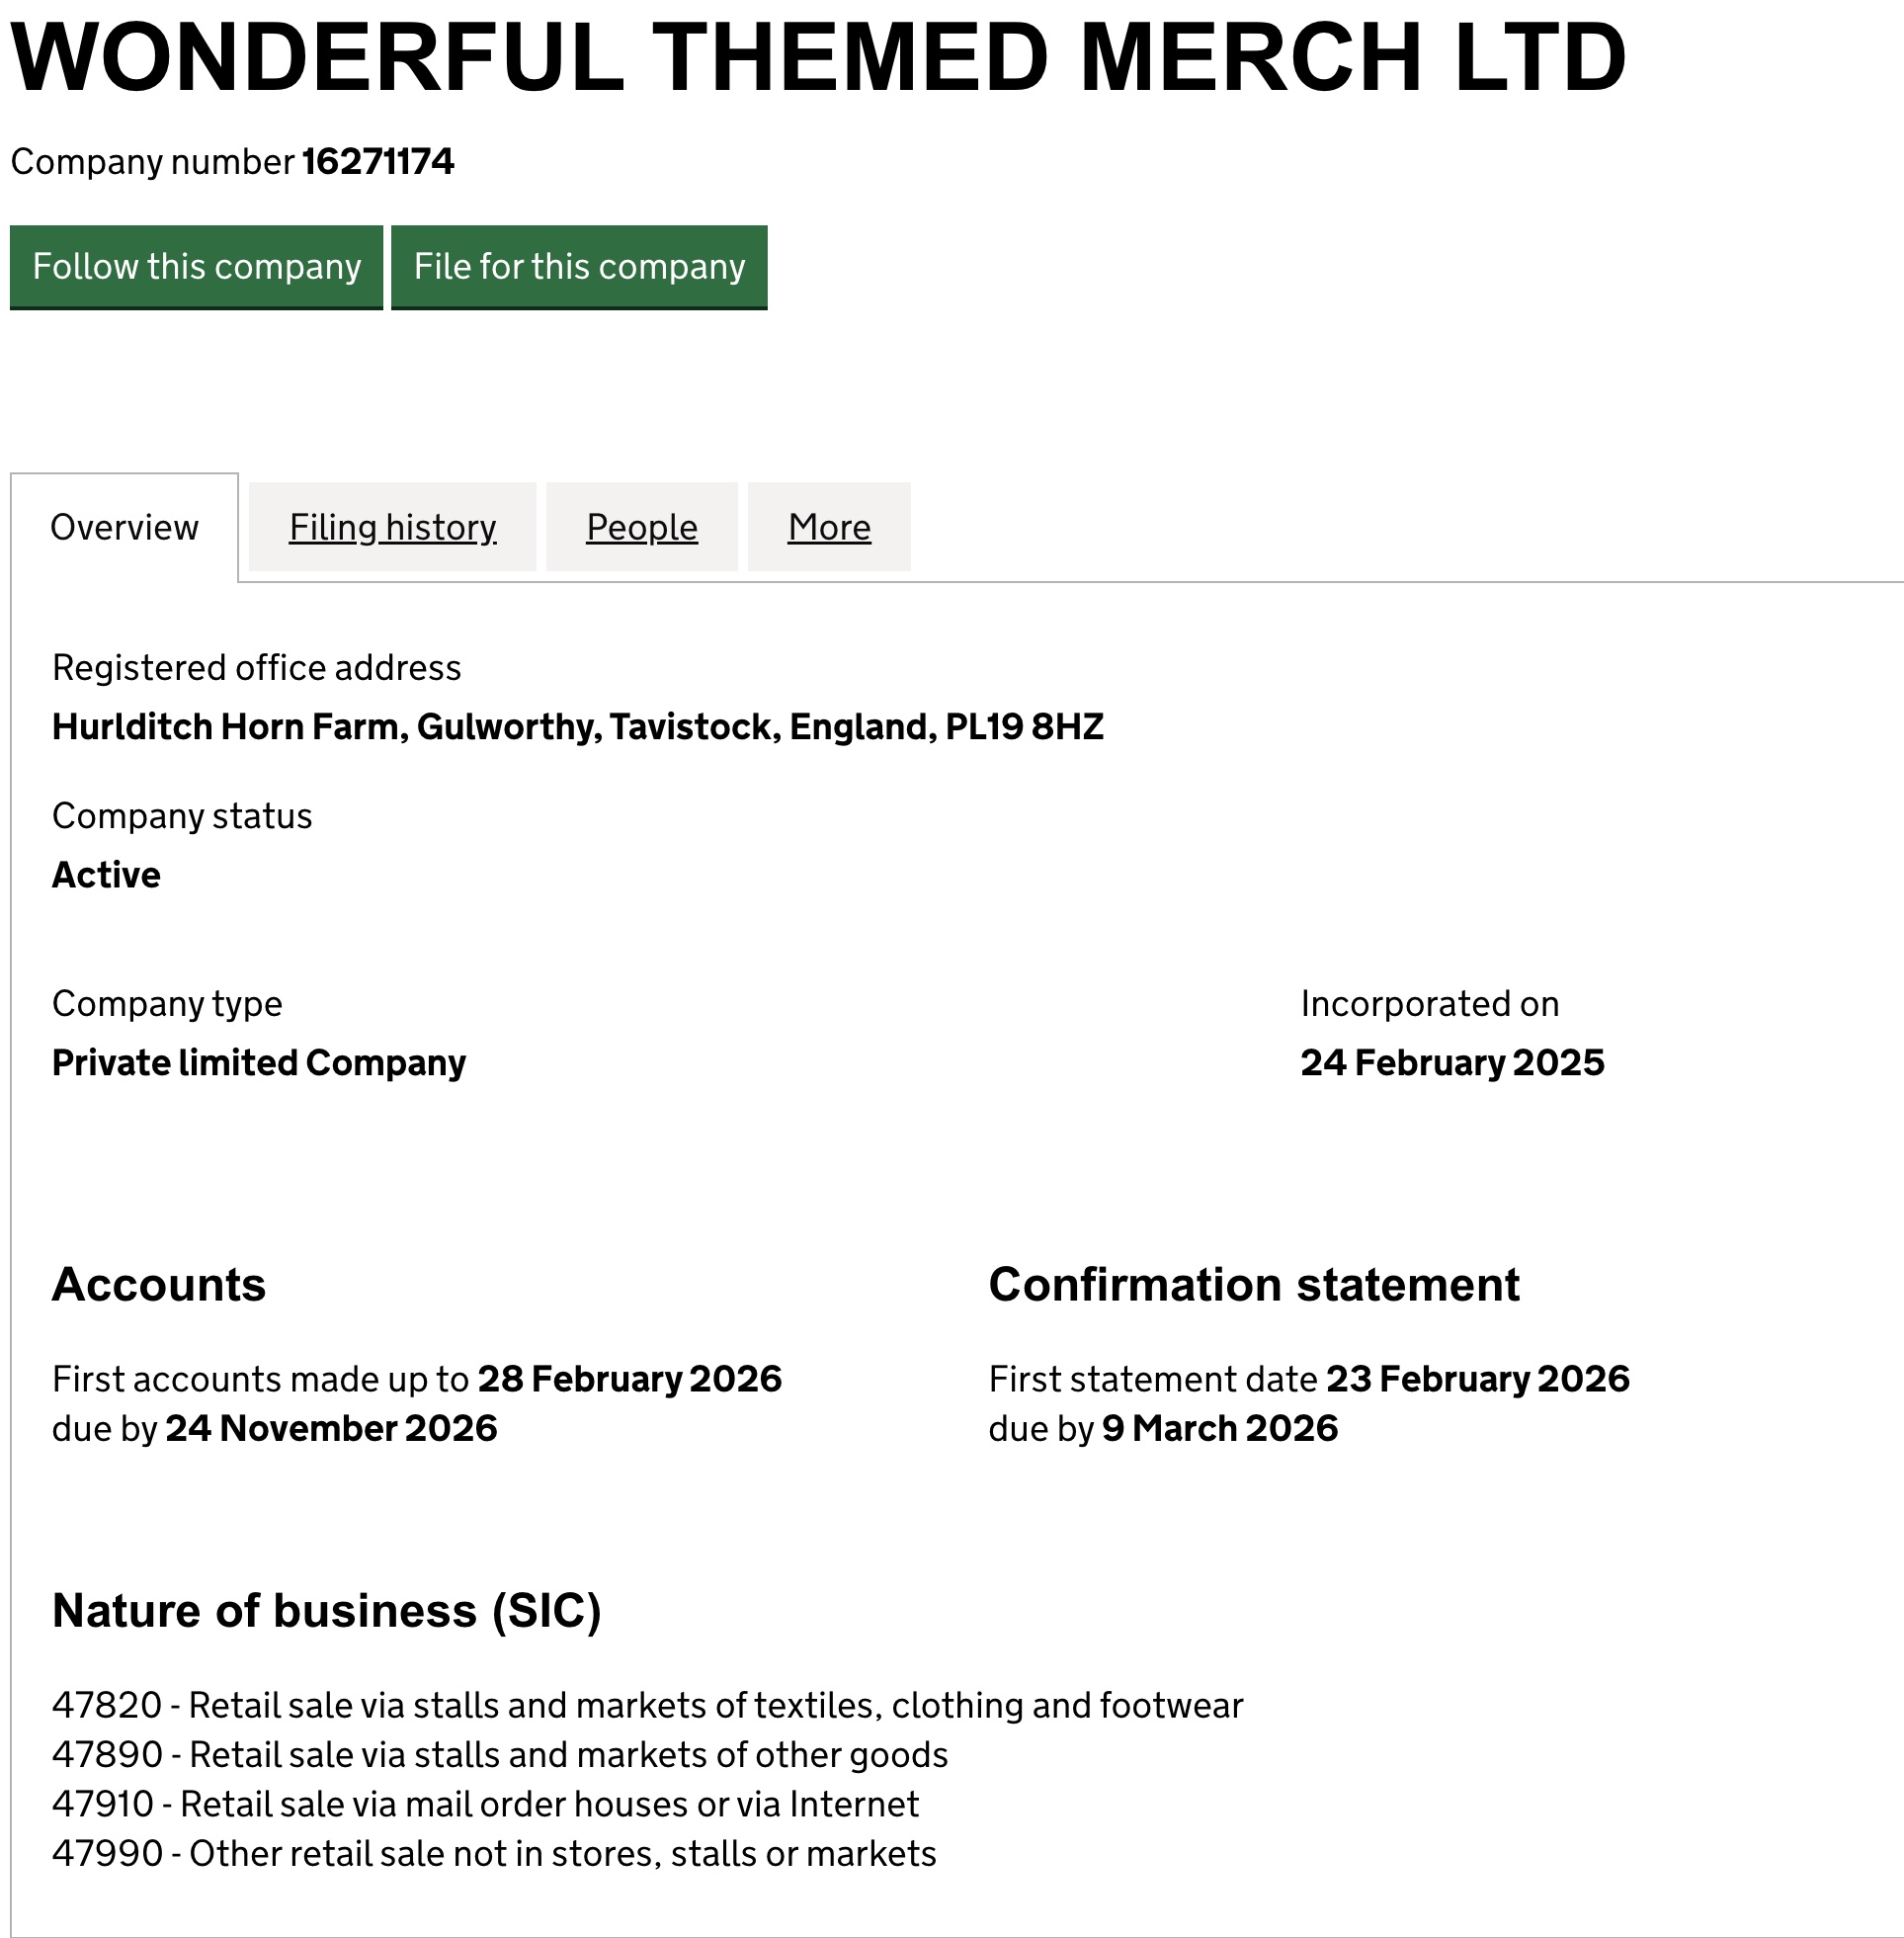 WONDERFUL THEMED MERCH LTD
Company number 16271174
Follow this company
File for this company
Overview
Filing history
People
More
Registered office address
Hurlditch Horn Farm, Gulworthy, Tavistock, England, PL19 8HZ
Company status
Active
Company type
Private limited Company
Incorporated on
24 February 2025
Accounts
First accounts made up to 28 February 2026
due by 24 November 2026
Confirmation statement
First statement date 23 February 2026
due by 9 March 2026
Nature of business (SIC)
47820 - Retail sale via stalls and markets of textiles, clothing and footwear
47890 - Retail sale via stalls and markets of other goods
47910 - Retail sale via mail order houses or via Internet
47990 - Other retail sale not in stores, stalls or markets